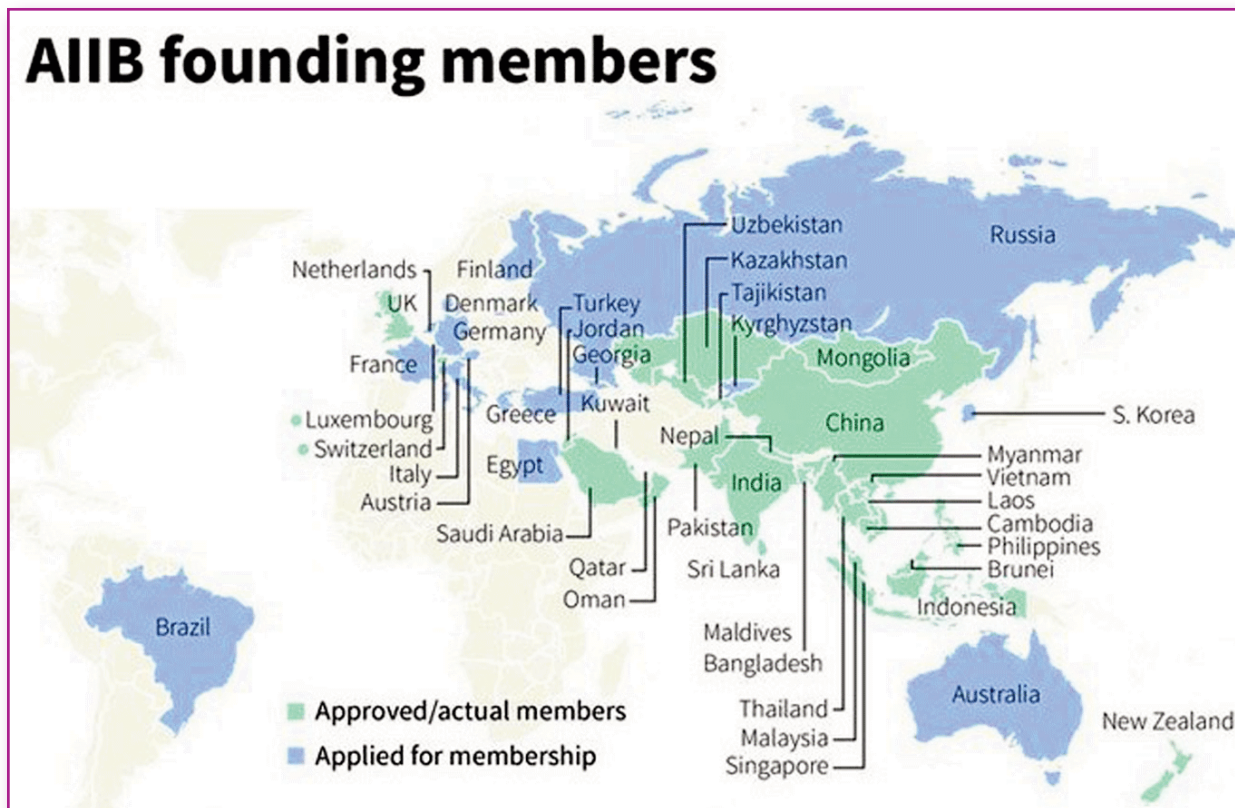 AIIB founding members
Uzbekistan
Russia
Kazakhstan
Netherlands
Finland
Tajikistan
UK
Denmark
Turkey
Kyrghyzstan
Germany
Jordan
Georgia
Mongolia
France
Greece
Kuwait
S. Korea
Luxembourg
China
Nepal
Switzerland
Myanmar
Italy
Egypt
Vietnam
India
Austria
Laos
Saudi Arabia
Pakistan
Cambodia
Philippines
Qatar
Sri Lanka
Brunei
Oman
Indonesia
Brazil
Maldives
Bangladesh
Australia
Approved/actual members
Thailand
New Zealand
Malaysia
Applied for membership
Singapore